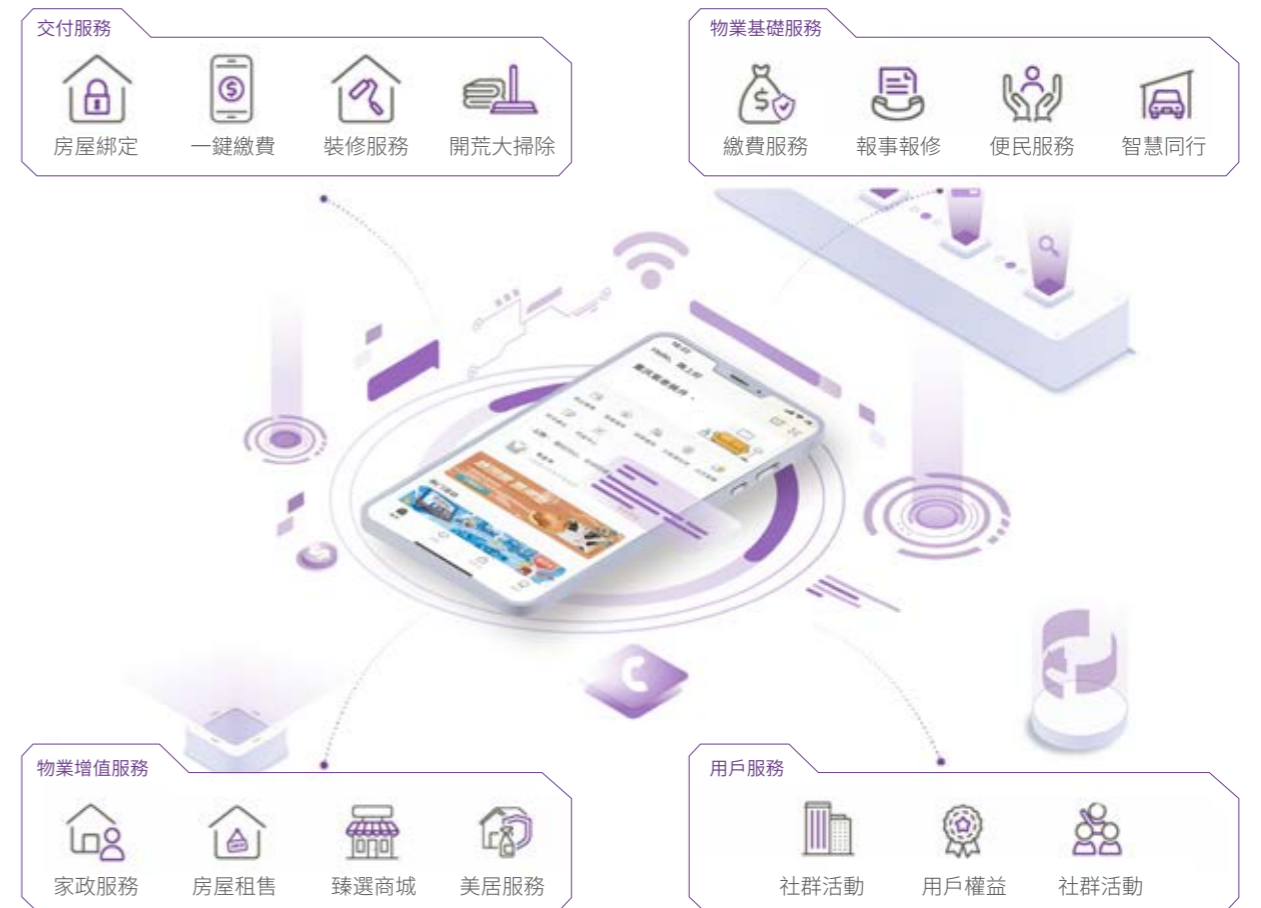 交付服務
房屋綁定
一鍵繳費
裝修服務
開荒大掃除
物業基礎服務
繳費服務
報事報修
便民服務
智慧同行
Hello, 晚上好
物業增值服務
家政服務
房屋租售
臻選商城
美居服務
用戶服務
社群活動
用戶權益
社群活動